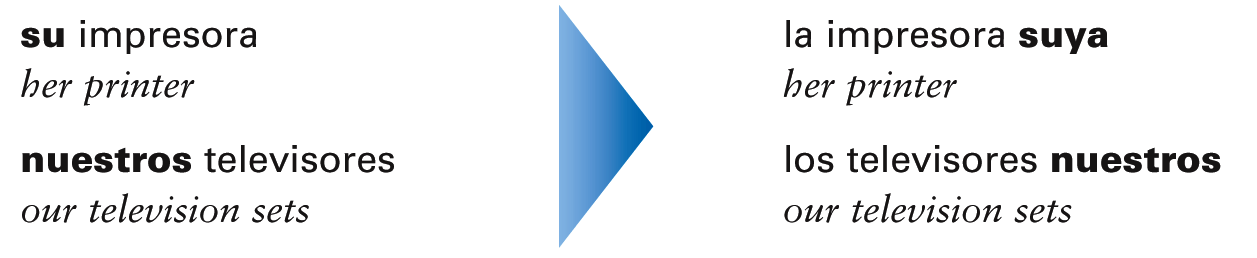 su impresora
her printer
nuestros televisores
our television sets
la impresora suya
her printer
los televisores nuestros
our television sets